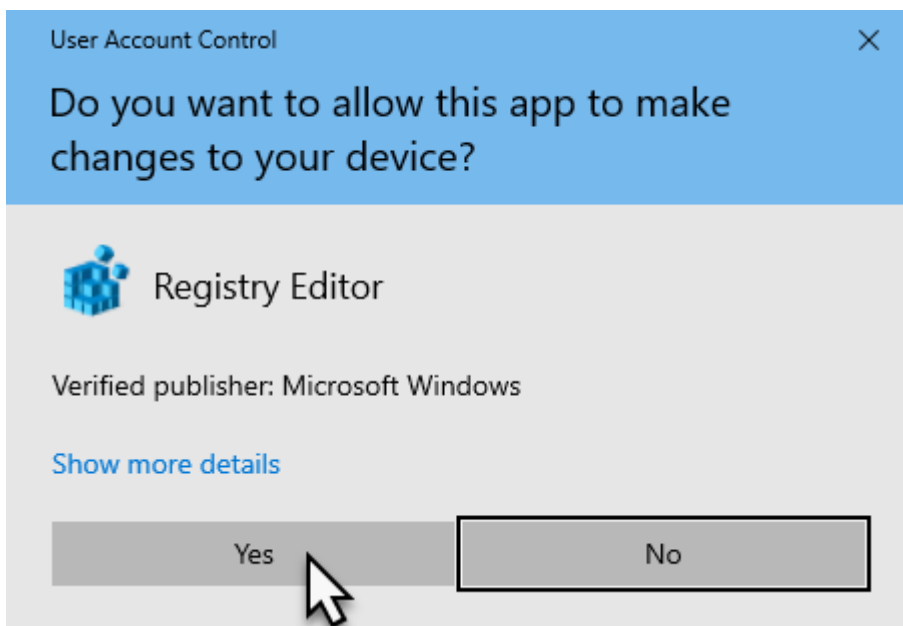 User Account Control
Do you want to allow this app to make
changes to your device?
Registry Editor
Verified publisher: Microsoft Windows
Show more details
Yes
No